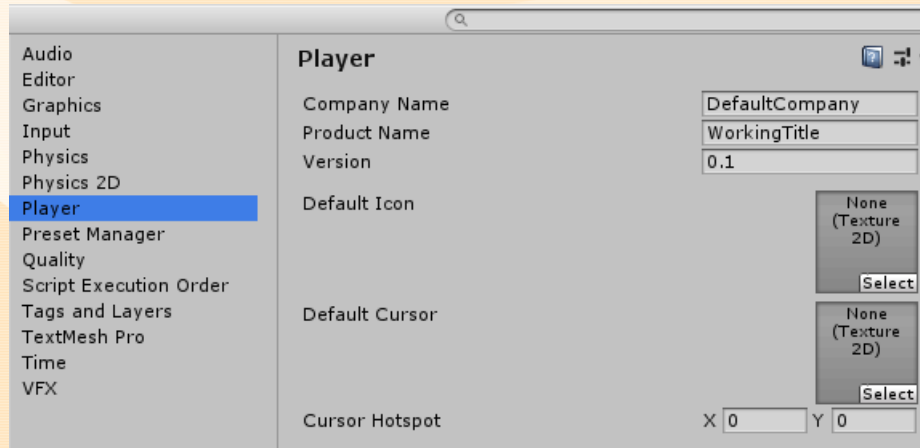 Audio
Editor
Graphics
Input
Physics
Physics 2D
Player
Preset Manager
Quality
Script Execution Order
Tags and Layers
TextMesh Pro
Time
VFX
Player
Company Name DefaultCompany
Product Name WorkingTitle
Version 0.1
Default Icon
None
(Texture
2D)
Select
Default Cursor
None
(Texture
2D)
Select
Cursor Hotspot X 0 Y 0